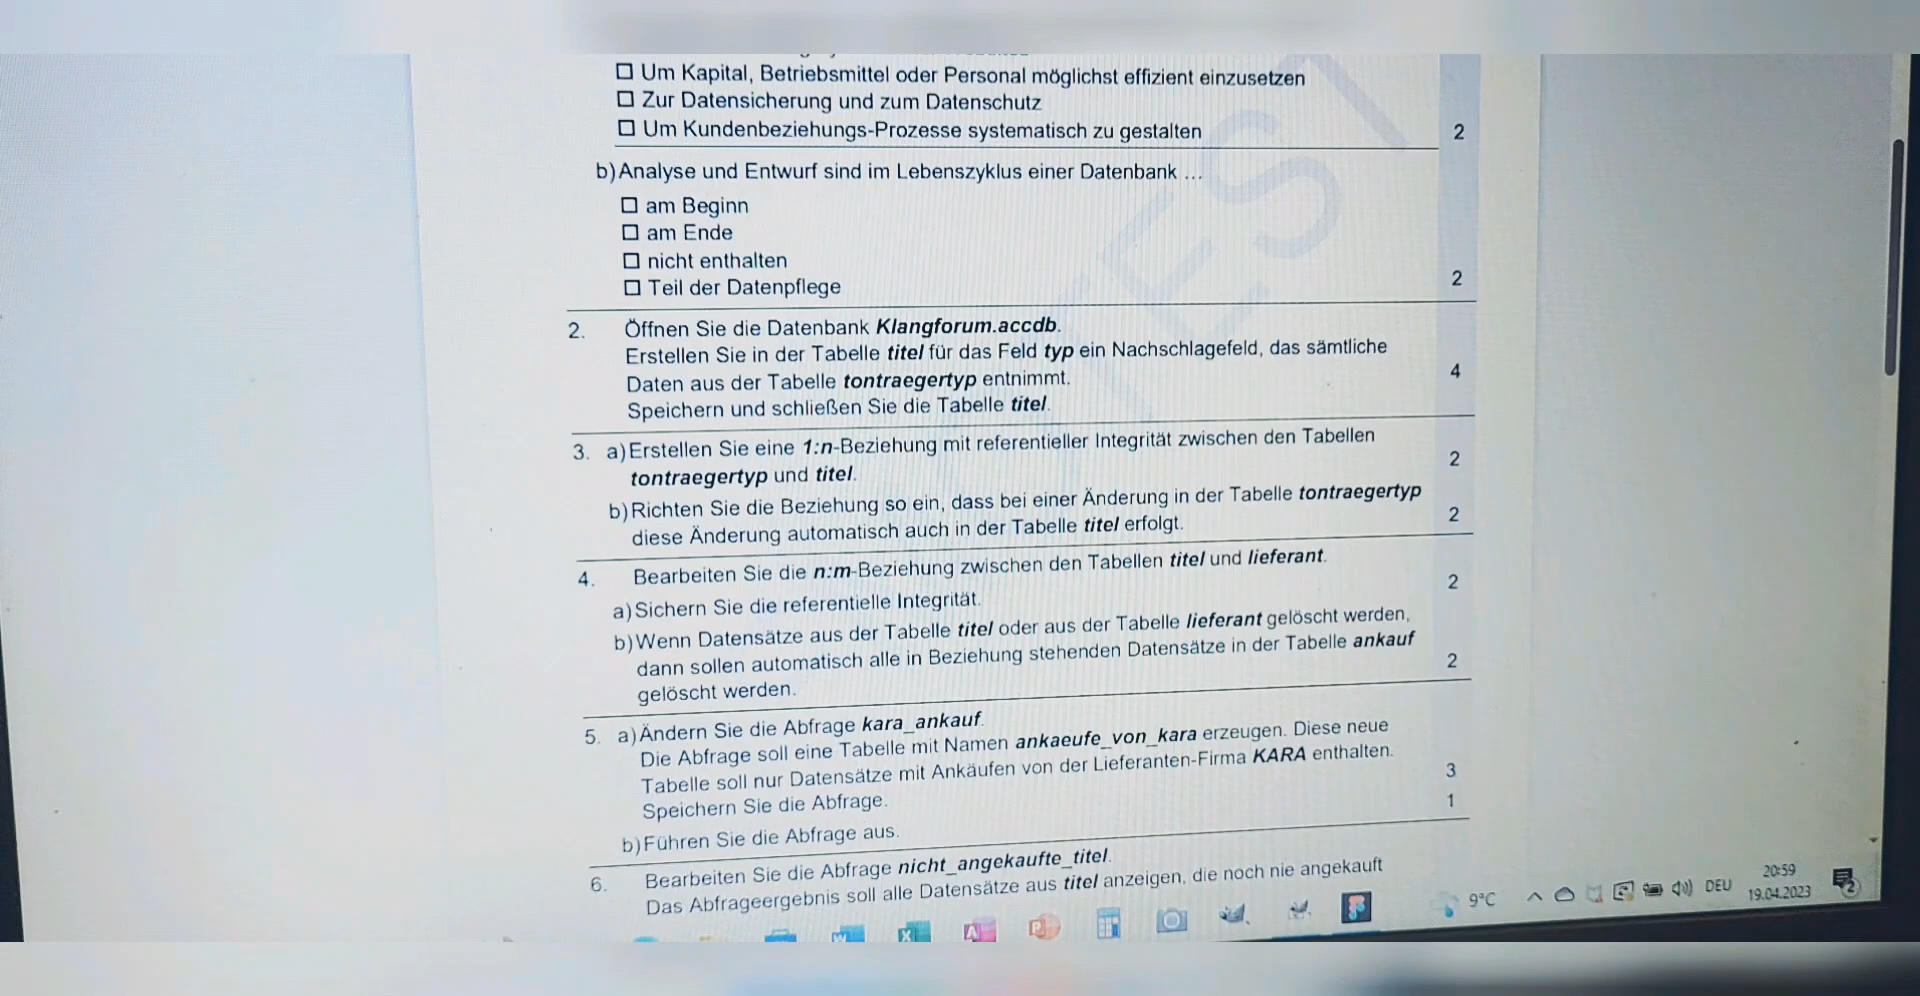 ☐ Um Kapital, Betriebsmittel oder Personal möglichst effizient einzusetzen
☐ Zur Datensicherung und zum Datenschutz
☐ Um Kundenbeziehungs-Prozesse systematisch zu gestalten 2
b) Analyse und Entwurf sind im Lebenszyklus einer Datenbank ...
☐ am Beginn
☐ am Ende
☐ nicht enthalten
☐ Teil der Datenpflege 2
2. Öffnen Sie die Datenbank Klangforum.accdb.
Erstellen Sie in der Tabelle titel für das Feld typ ein Nachschlagefeld, das sämtliche
Daten aus der Tabelle tontraegertyp entnimmt. 4
Speichern und schließen Sie die Tabelle titel.
3. a) Erstellen Sie eine 1:n-Beziehung mit referentieller Integrität zwischen den Tabellen
tontraegertyp und titel. 2
b) Richten Sie die Beziehung so ein, dass bei einer Änderung in der Tabelle tontraegertyp
diese Änderung automatisch auch in der Tabelle titel erfolgt. 2
4. Bearbeiten Sie die n:m-Beziehung zwischen den Tabellen titel und lieferant.
a) Sichern Sie die referentielle Integrität. 2
b) Wenn Datensätze aus der Tabelle titel oder aus der Tabelle lieferant gelöscht werden,
dann sollen automatisch alle in Beziehung stehenden Datensätze in der Tabelle ankauf
gelöscht werden. 2
5. a) Ändern Sie die Abfrage kara_ankauf.
Die Abfrage soll eine Tabelle mit Namen ankaeufe_von_kara erzeugen. Diese neue
Tabelle soll nur Datensätze mit Ankäufen von der Lieferanten-Firma KARA enthalten.
Speichern Sie die Abfrage. 3
b) Führen Sie die Abfrage aus. 1
6. Bearbeiten Sie die Abfrage nicht_angekaufte_titel.
Das Abfrageergebnis soll alle Datensätze aus titel anzeigen, die noch nie angekauft
TEST
9°C
DEU
20:59
19.04.2023
2